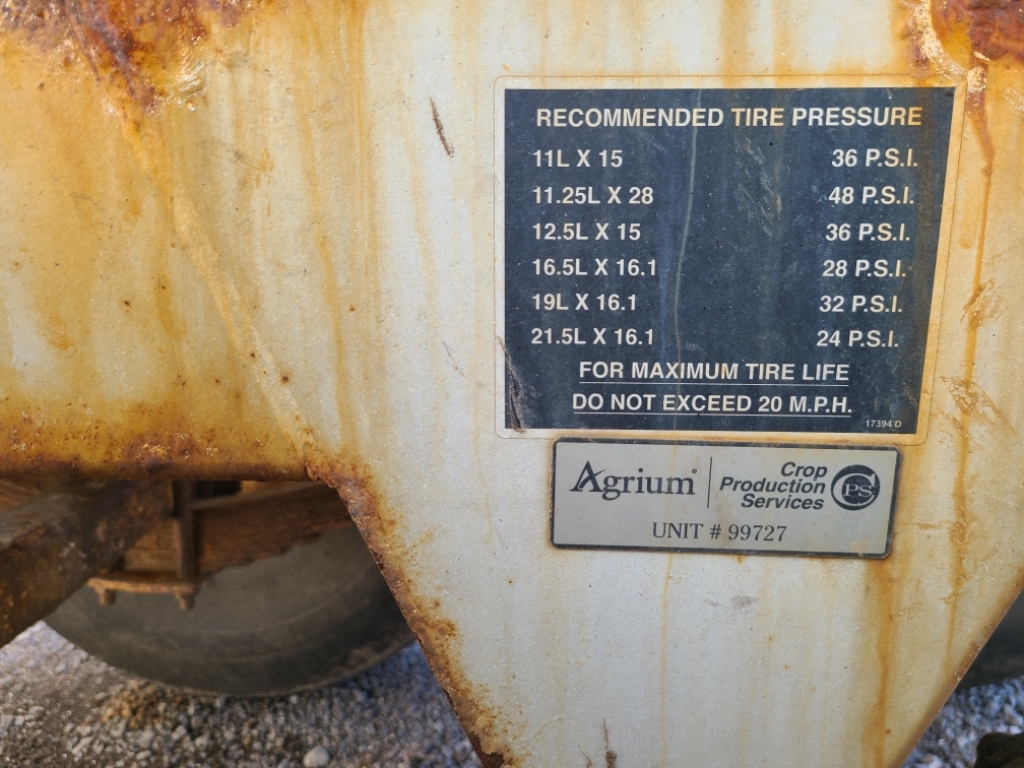 RECOMMENDED TIRE PRESSURE
11L X 15 36 P.S.I.
11.25L X 28 48 P.S.I.
12.5L X 15 36 P.S.I.
16.5L X 16.1 28 P.S.I.
19L X 16.1 32 P.S.I.
21.5L X 16.1 24 P.S.I.
FOR MAXIMUM TIRE LIFE
DO NOT EXCEED 20 M.P.H.
17394 D
Agrium®
Crop
Production
Services
CPS
UNIT # 99727